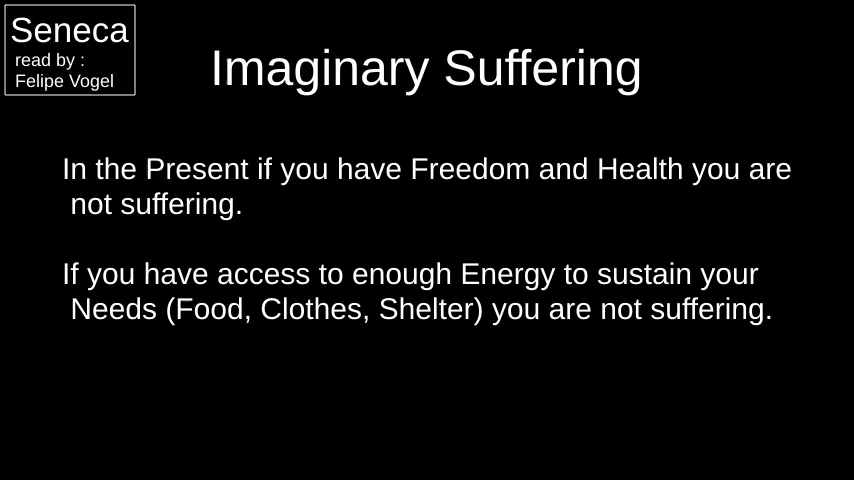 Seneca
read by :
Felipe Vogel
Imaginary Suffering
In the Present if you have Freedom and Health you are
not suffering.
If you have access to enough Energy to sustain your
Needs (Food, Clothes, Shelter) you are not suffering.